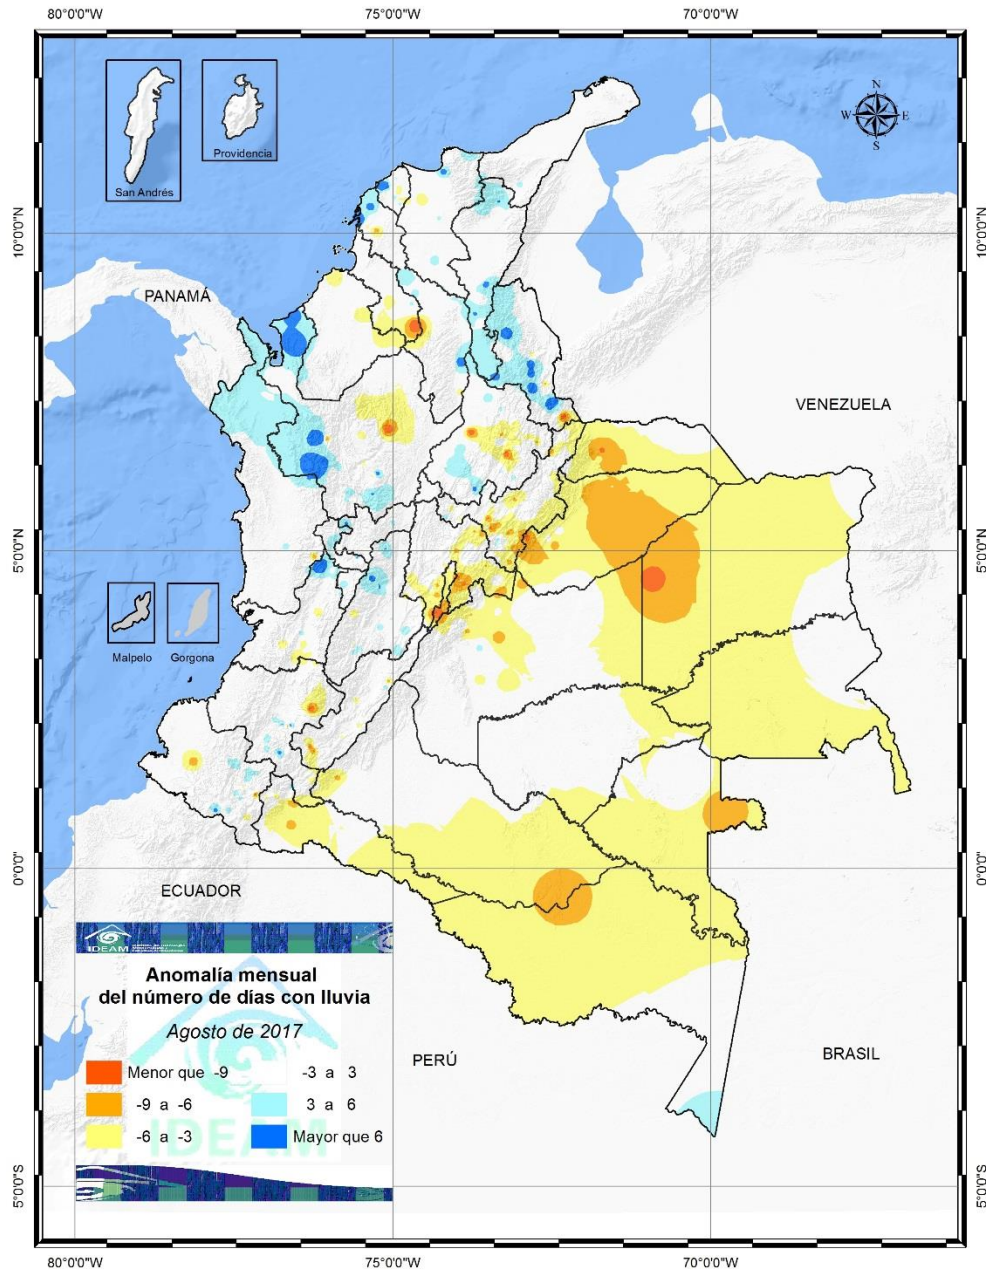 80°0'0"W 75°0'0"W 70°0'0"W
San Andrés
Providencia
N
W E
S
10°0'0"N 10°0'0"N
PANAMÁ
VENEZUELA
5°0'0"N 5°0'0"N
Malpelo Gorgona
0°0'0" 0°0'0"
ECUADOR
IDEAM
Anomalía mensual
del número de días con lluvia
Agosto de 2017
PERÚ
BRASIL
Menor que -9 -3 a 3
-9 a -6 3 a 6
-6 a -3 Mayor que 6
IDEAM
5°0'0"S 5°0'0"S
80°0'0"W 75°0'0"W 70°0'0"W